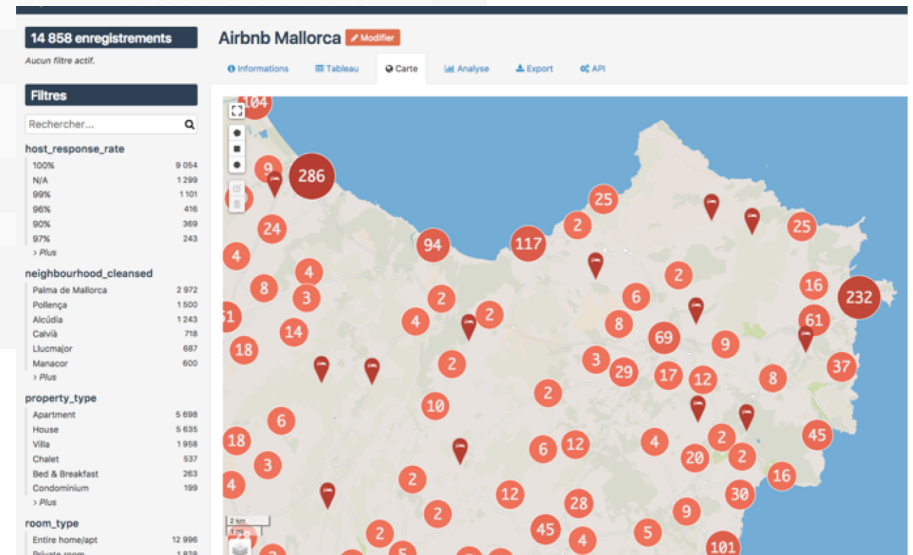 14 858 enregistrements
Aucun filtre actif.
Filtres
Rechercher...
host_response_rate
100% 9 054
N/A 1 299
99% 1 101
96% 416
90% 369
97% 243
> Plus
neighbourhood_cleansed
Palma de Mallorca 2 972
Pollença 1 500
Alcúdia 1 243
Calvià 718
Llucmajor 687
Manacor 600
> Plus
property_type
Apartment 5 698
House 5 635
Villa 1 958
Chalet 537
Bed & Breakfast 263
Condominium 199
> Plus
room_type
Entire home/apt 12 996
Private room 1 828
Airbnb Mallorca Modifier
Informations Tableau Carte Analyse Export API
104
9
286
25
24
2
25
94
117
4
4
2
8
3
2
6
16
232
2
14
4
8
61
18
69
9
3
29
2
17
12
8
37
2
10
6
18
6
12
4
2
45
3
20
2
4
2
16
12
30
28
2
9
45
2
4
5
101
2 km